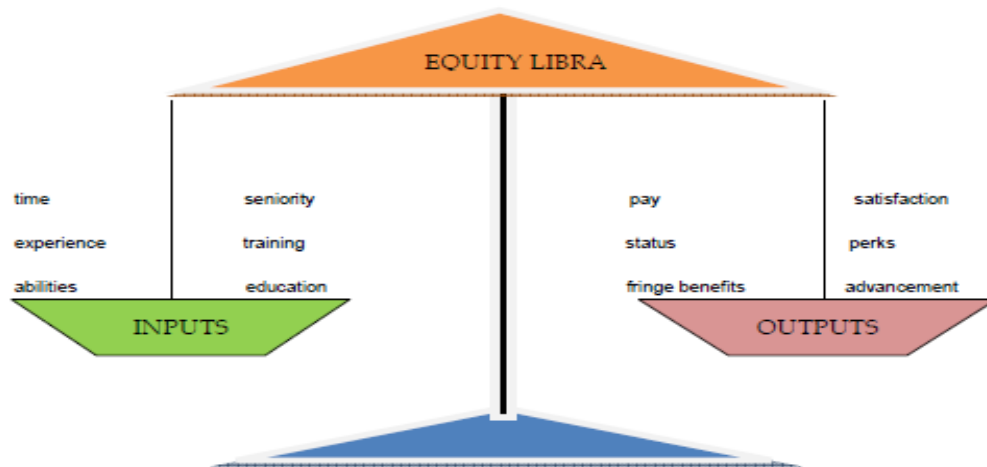 EQUITY LIBRA
time seniority pay satisfaction
experience training status perks
abilities education fringe benefits advancement
INPUTS OUTPUTS